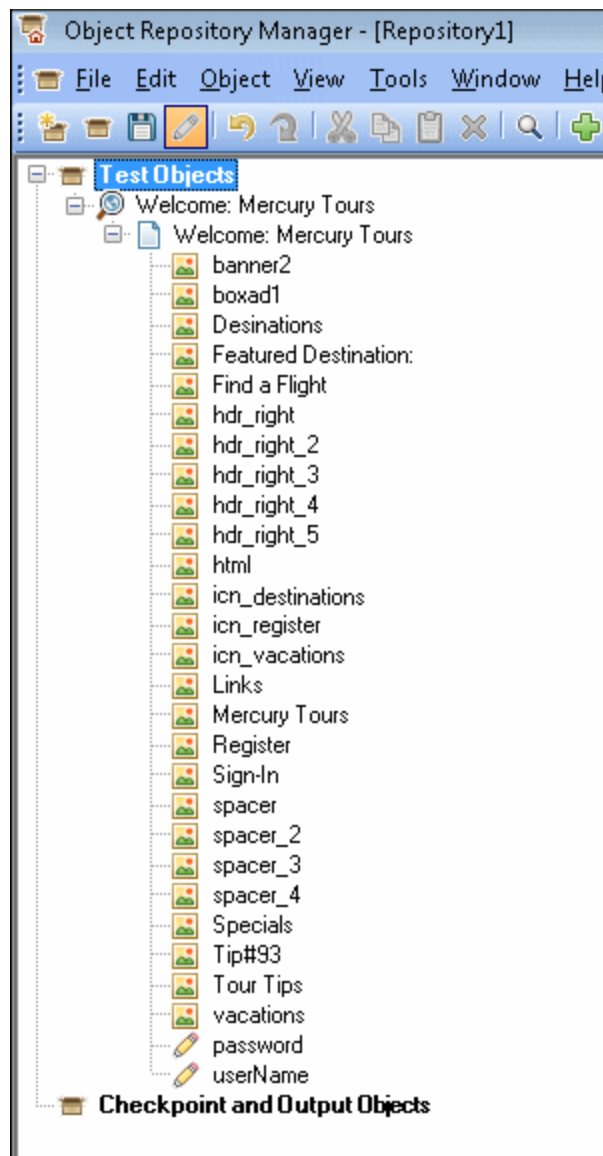 Object Repository Manager - [Repository1]
File Edit Object View Tools Window Help
Test Objects
Welcome: Mercury Tours
Welcome: Mercury Tours
banner2
boxad1
Desinations
Featured Destination:
Find a Flight
hdr_right
hdr_right_2
hdr_right_3
hdr_right_4
hdr_right_5
html
icn_destinations
icn_register
icn_vacations
Links
Mercury Tours
Register
Sign-In
spacer
spacer_2
spacer_3
spacer_4
Specials
Tip#93
Tour Tips
vacations
password
userName
Checkpoint and Output Objects